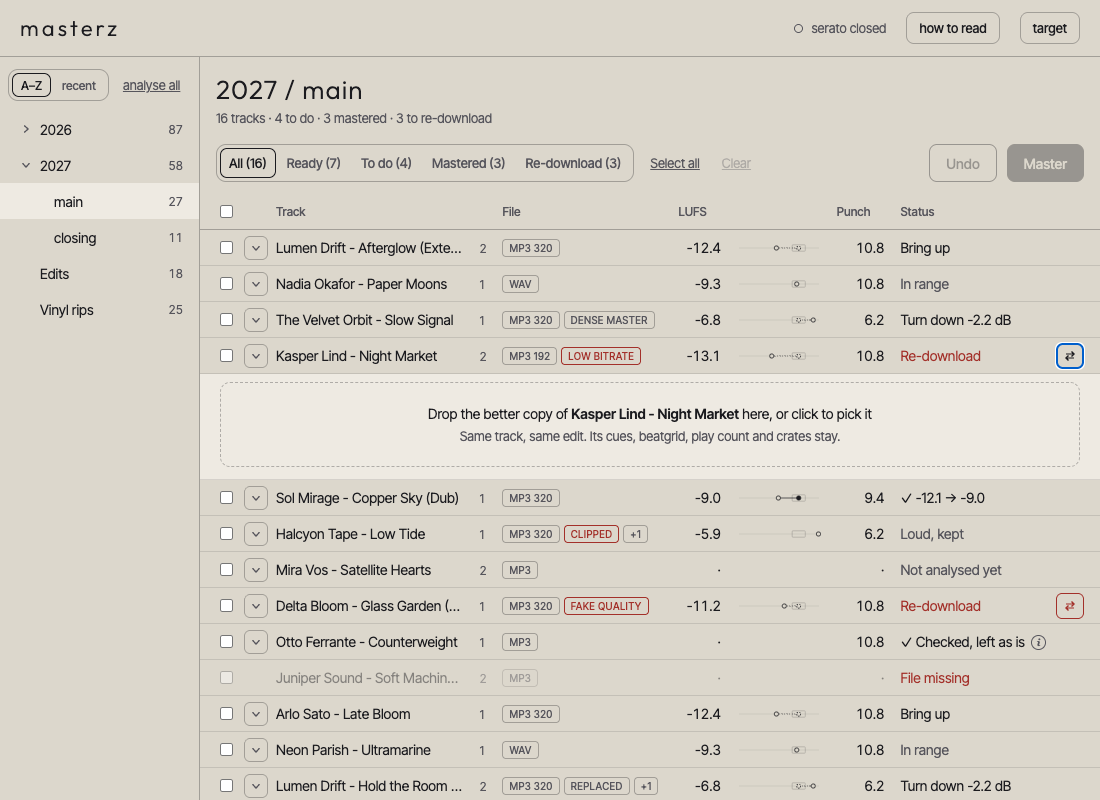 masterz
serato closed
how to read
target
A–Z recent analyse all
2026 87
2027 58
main 27
closing 11
Edits 18
Vinyl rips 25
2027 / main
16 tracks · 4 to do · 3 mastered · 3 to re-download
All (16) Ready (7) To do (4) Mastered (3) Re-download (3) Select all Clear Undo Master
Track File LUFS Punch Status
Lumen Drift - Afterglow (Exte... 2 MP3 320 -12.4 10.8 Bring up
Nadia Okafor - Paper Moons 1 WAV -9.3 10.8 In range
The Velvet Orbit - Slow Signal 1 MP3 320 DENSE MASTER -6.8 6.2 Turn down -2.2 dB
Kasper Lind - Night Market 2 MP3 192 LOW BITRATE -13.1 10.8 Re-download
Drop the better copy of Kasper Lind - Night Market here, or click to pick it
Same track, same edit. Its cues, beatgrid, play count and crates stay.
Sol Mirage - Copper Sky (Dub) 1 MP3 320 -9.0 9.4 ✓ -12.1 → -9.0
Halcyon Tape - Low Tide 1 MP3 320 CLIPPED +1 -5.9 6.2 Loud, kept
Mira Vos - Satellite Hearts 2 MP3 · · Not analysed yet
Delta Bloom - Glass Garden (... 1 MP3 320 FAKE QUALITY -11.2 10.8 Re-download
Otto Ferrante - Counterweight 1 MP3 · 10.8 ✓ Checked, left as is i
Juniper Sound - Soft Machin... 2 MP3 · · File missing
Arlo Sato - Late Bloom 1 MP3 320 -12.4 10.8 Bring up
Neon Parish - Ultramarine 1 WAV -9.3 10.8 In range
Lumen Drift - Hold the Room ... 2 MP3 320 REPLACED +1 -6.8 6.2 Turn down -2.2 dB